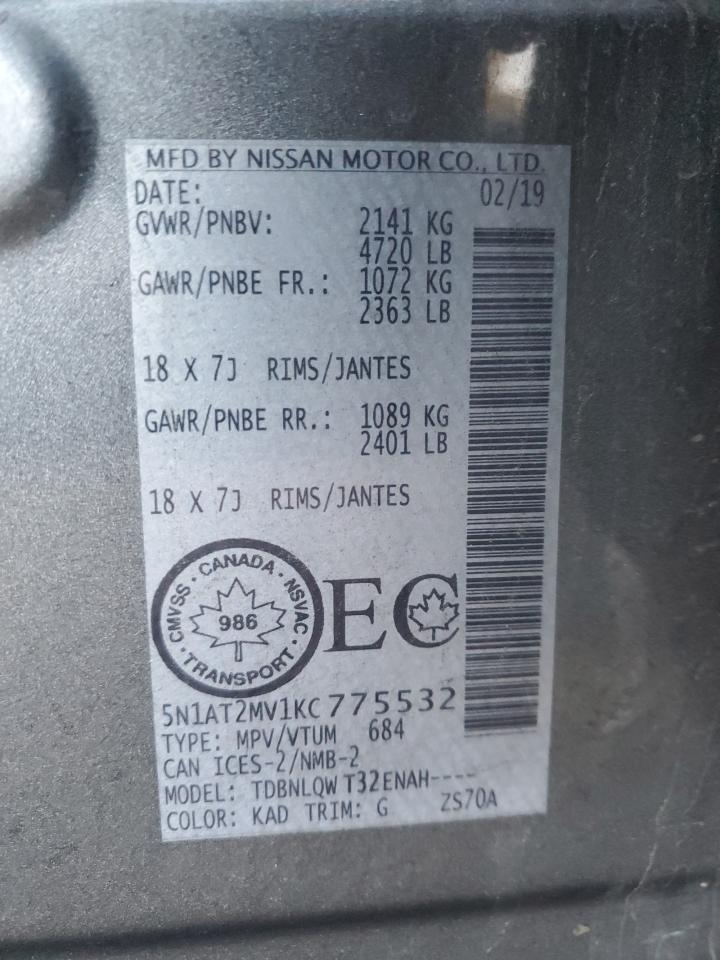 MFD BY NISSAN MOTOR CO., LTD.
DATE: 02/19
GVWR/PNBV: 2141 KG
4720 LB
GAWR/PNBE FR.: 1072 KG
2363 LB
18 X 7J RIMS/JANTES
GAWR/PNBE RR.: 1089 KG
2401 LB
18 X 7J RIMS/JANTES
CMVSS · CANADA · NSVAC · TRANSPORT ·
986
EC
5N1AT2MV1KC775532
TYPE: MPV/VTUM 684
CAN ICES-2/NMB-2
MODEL: TDBNLQW T32ENAH----
COLOR: KAD TRIM: G ZS70A